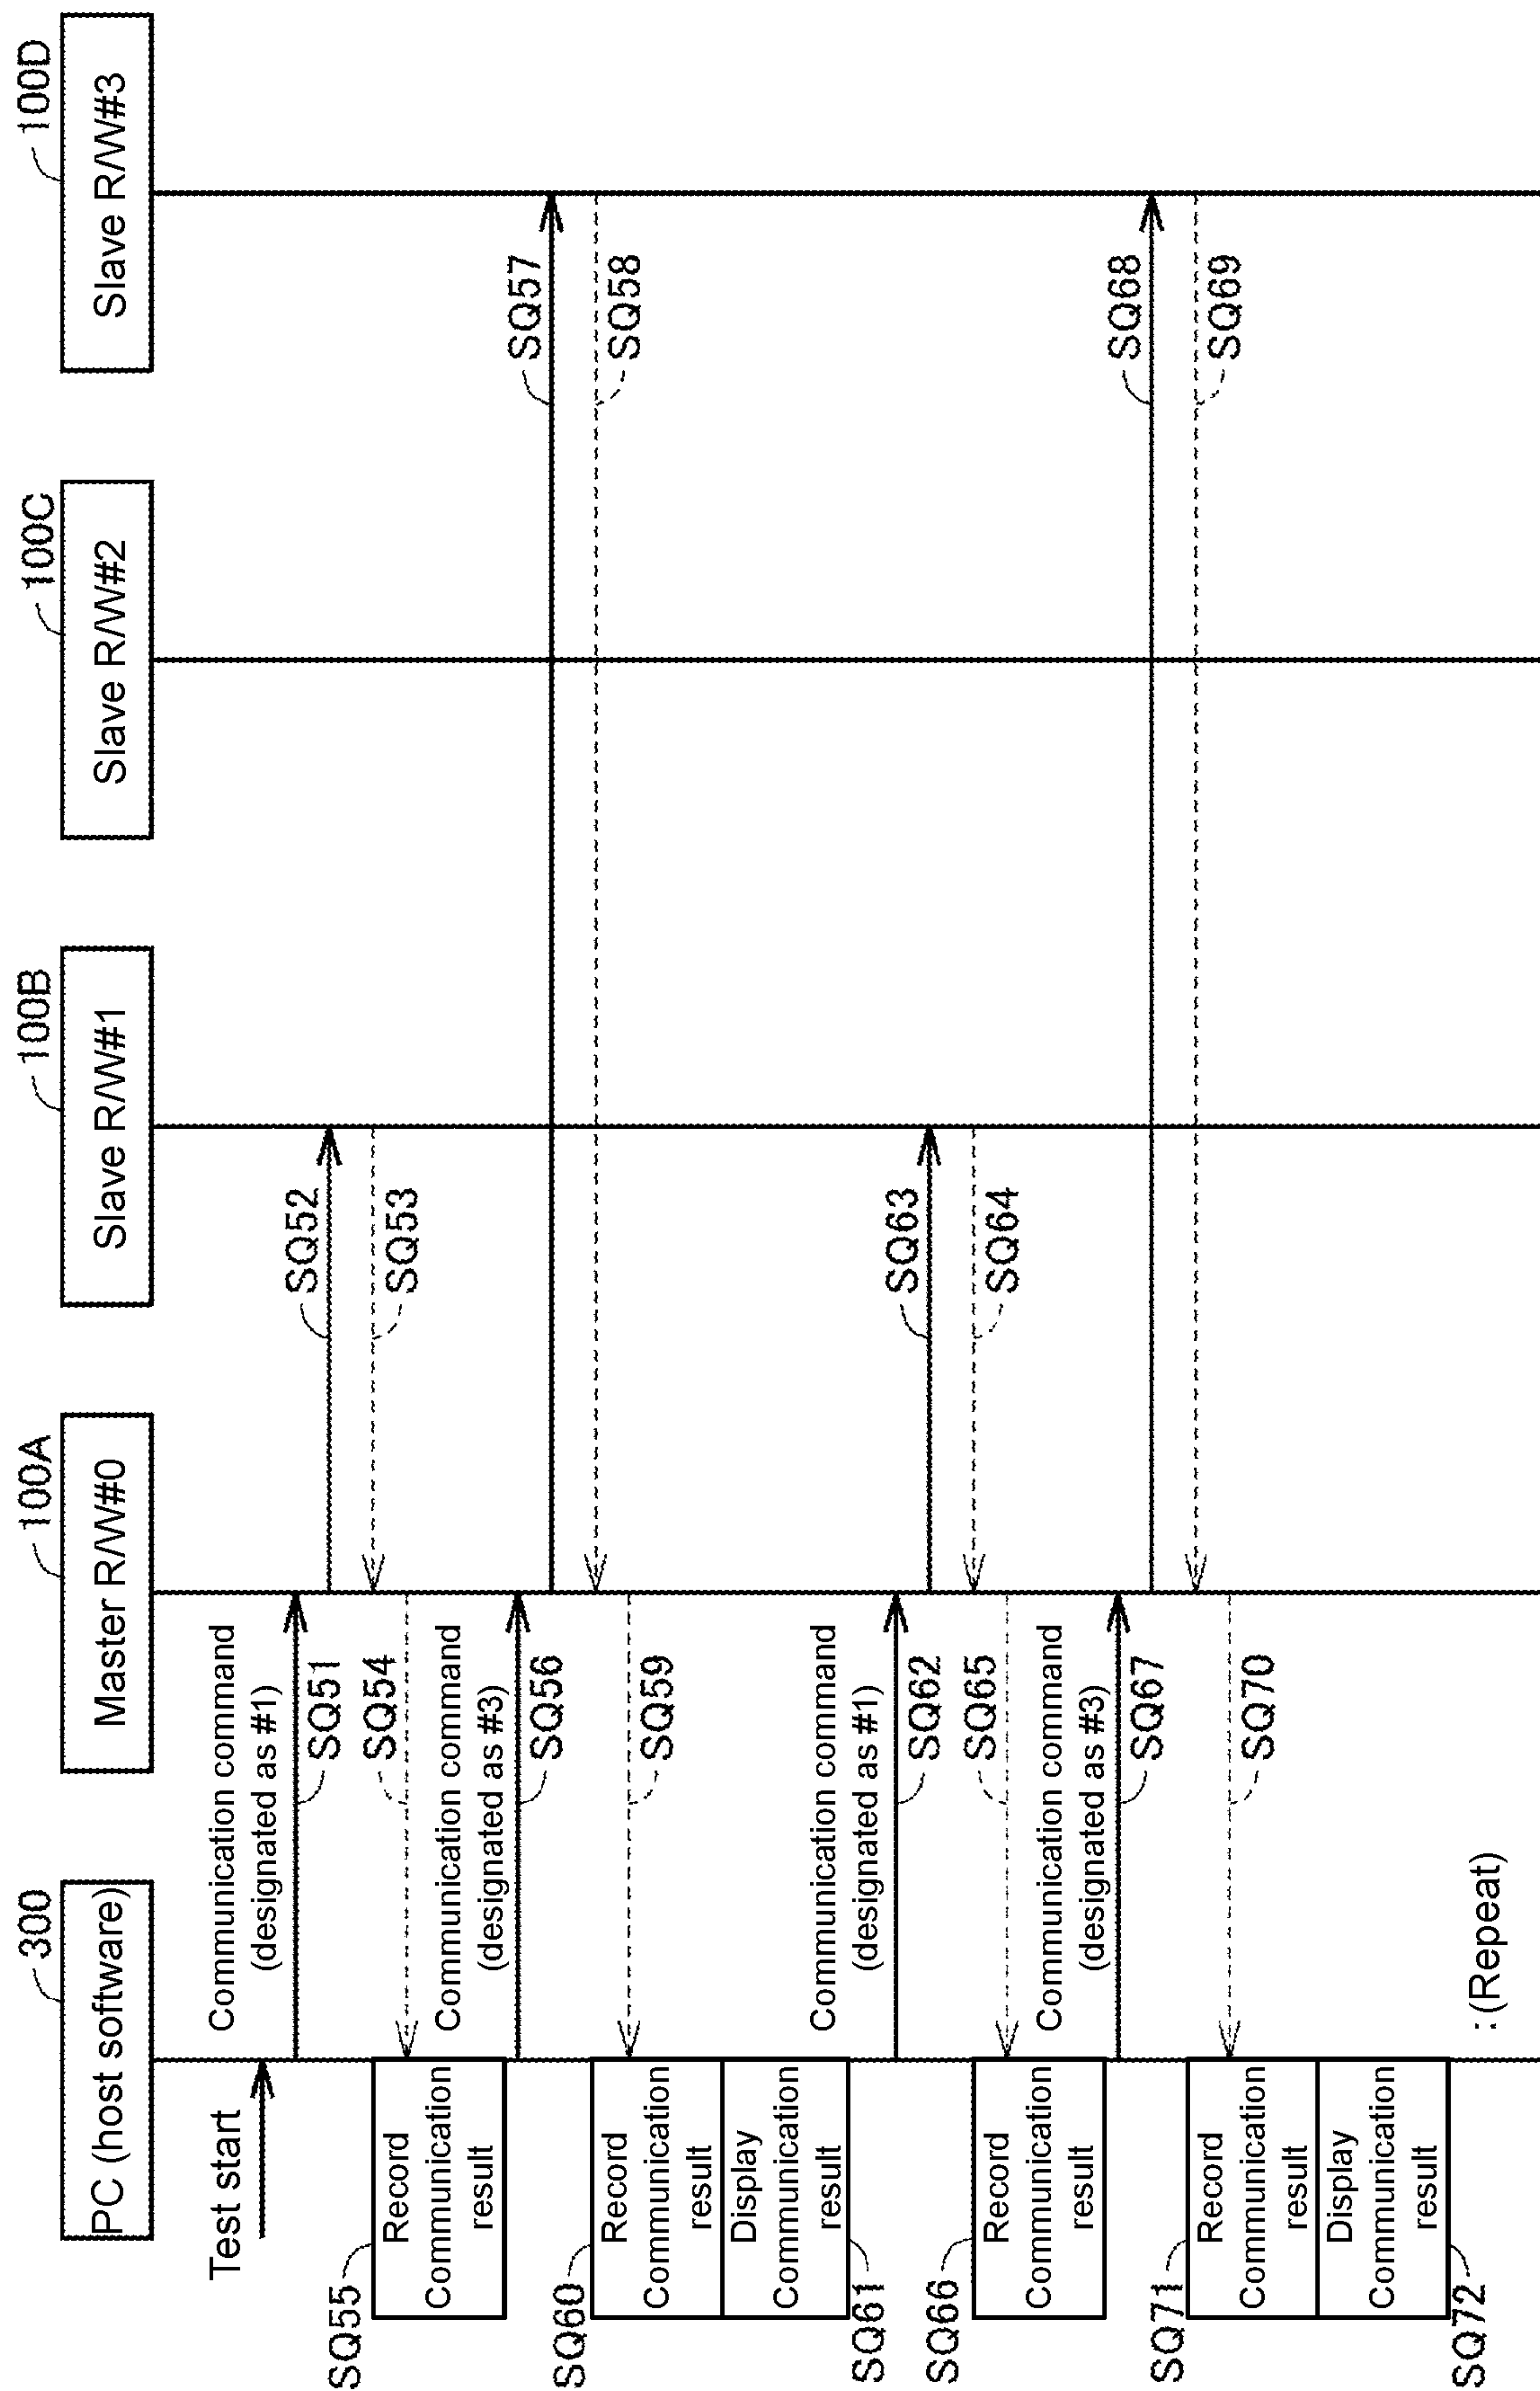 300
PC (host software)
100A
Master R/W#0
100B
Slave R/W#1
100C
Slave R/W#2
100D
Slave R/W#3
Test start
Communication command
(designated as #1)
SQ51
SQ52
SQ53
SQ54
SQ55
Record
Communication
result
Communication command
(designated as #3)
SQ56
SQ57
SQ58
SQ59
SQ60
Record
Communication
result
Display
Communication
result
SQ61
Communication command
(designated as #1)
SQ62
SQ63
SQ64
SQ65
SQ66
Record
Communication
result
Communication command
(designated as #3)
SQ67
SQ68
SQ69
SQ70
SQ71
Record
Communication
result
Display
Communication
result
SQ72
: (Repeat)